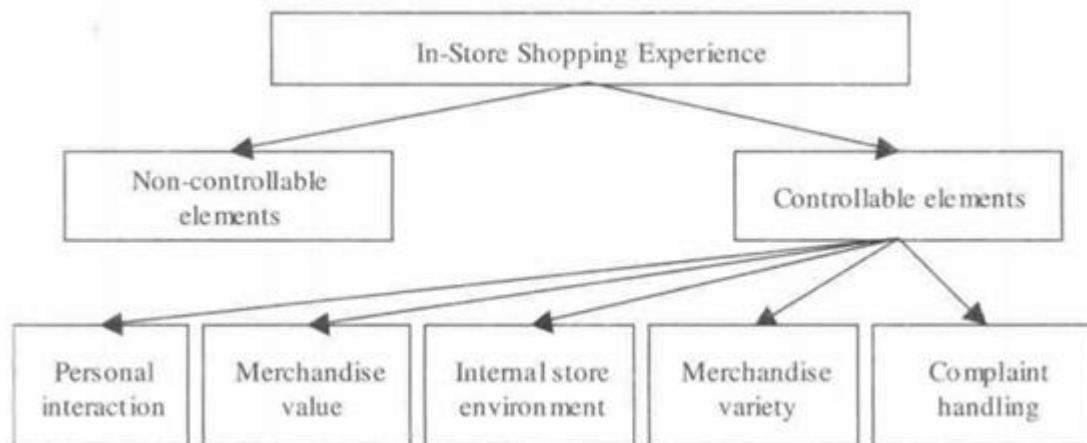 In-Store Shopping Experience
Non-controllable
elements
Controllable elements
Personal
interaction
Merchandise
value
Internal store
environment
Merchandise
variety
Complaint
handling